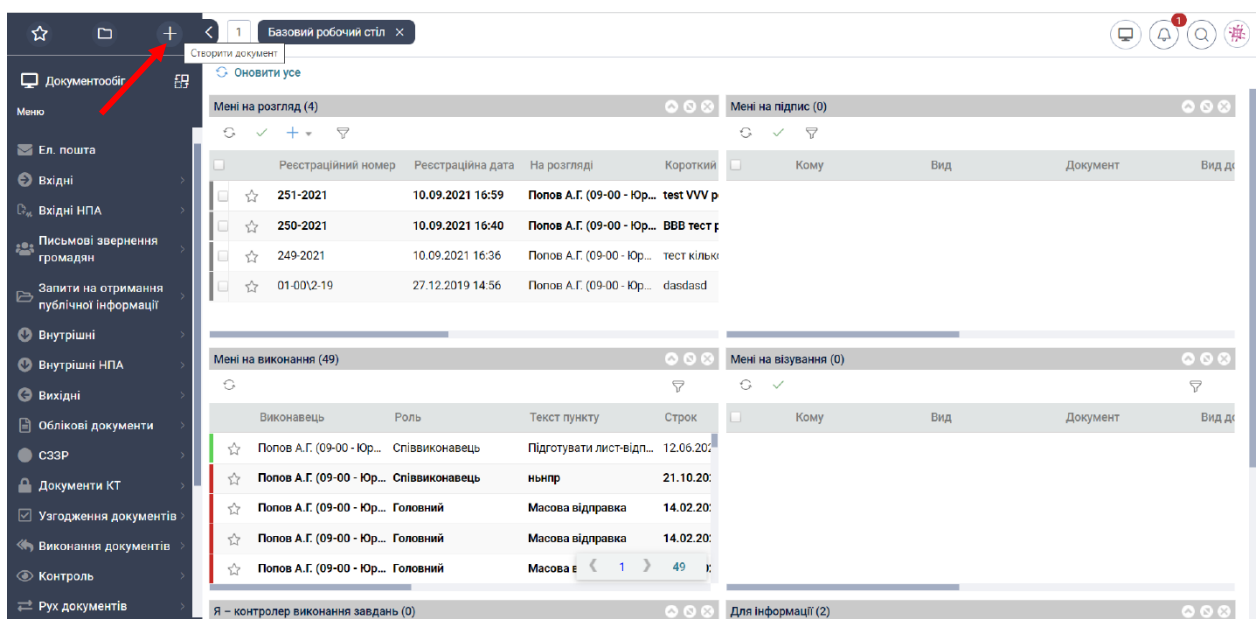 1
Базовий робочий стіл
1
Створити документ
Документообіг
Оновити усе
Меню
Ел. пошта
Вхідні
Вхідні НПА
Письмові звернення
громадян
Запити на отримання
публічної інформації
Внутрішні
Внутрішні НПА
Вихідні
Облікові документи
СЗЗР
Документи КТ
Узгодження документів
Виконання документів
Контроль
Рух документів
Мені на розгляд (4)
Реєстраційний номер Реєстраційна дата На розгляді Короткий
251-2021 10.09.2021 16:59 Попов А.Г. (09-00 - Юр... test VVV р
250-2021 10.09.2021 16:40 Попов А.Г. (09-00 - Юр... ВВВ тест р
249-2021 10.09.2021 16:36 Попов А.Г. (09-00 - Юр... тест кілько
01-00\2-19 27.12.2019 14:56 Попов А.Г. (09-00 - Юр... dasdasd
Мені на підпис (0)
Кому Вид Документ Вид до
Мені на виконання (49)
Виконавець Роль Текст пункту Строк
Попов А.Г. (09-00 - Юр... Співвиконавець Підготувати лист-відп... 12.06.202
Попов А.Г. (09-00 - Юр... Співвиконавець ньнпр 21.10.20
Попов А.Г. (09-00 - Юр... Головний Масова відправка 14.02.20
Попов А.Г. (09-00 - Юр... Головний Масова відправка 14.02.20
Попов А.Г. (09-00 - Юр... Головний Масова в
1 49
Мені на візування (0)
Кому Вид Документ Вид до
Я – контролер виконання завдань (0)
Для інформації (2)